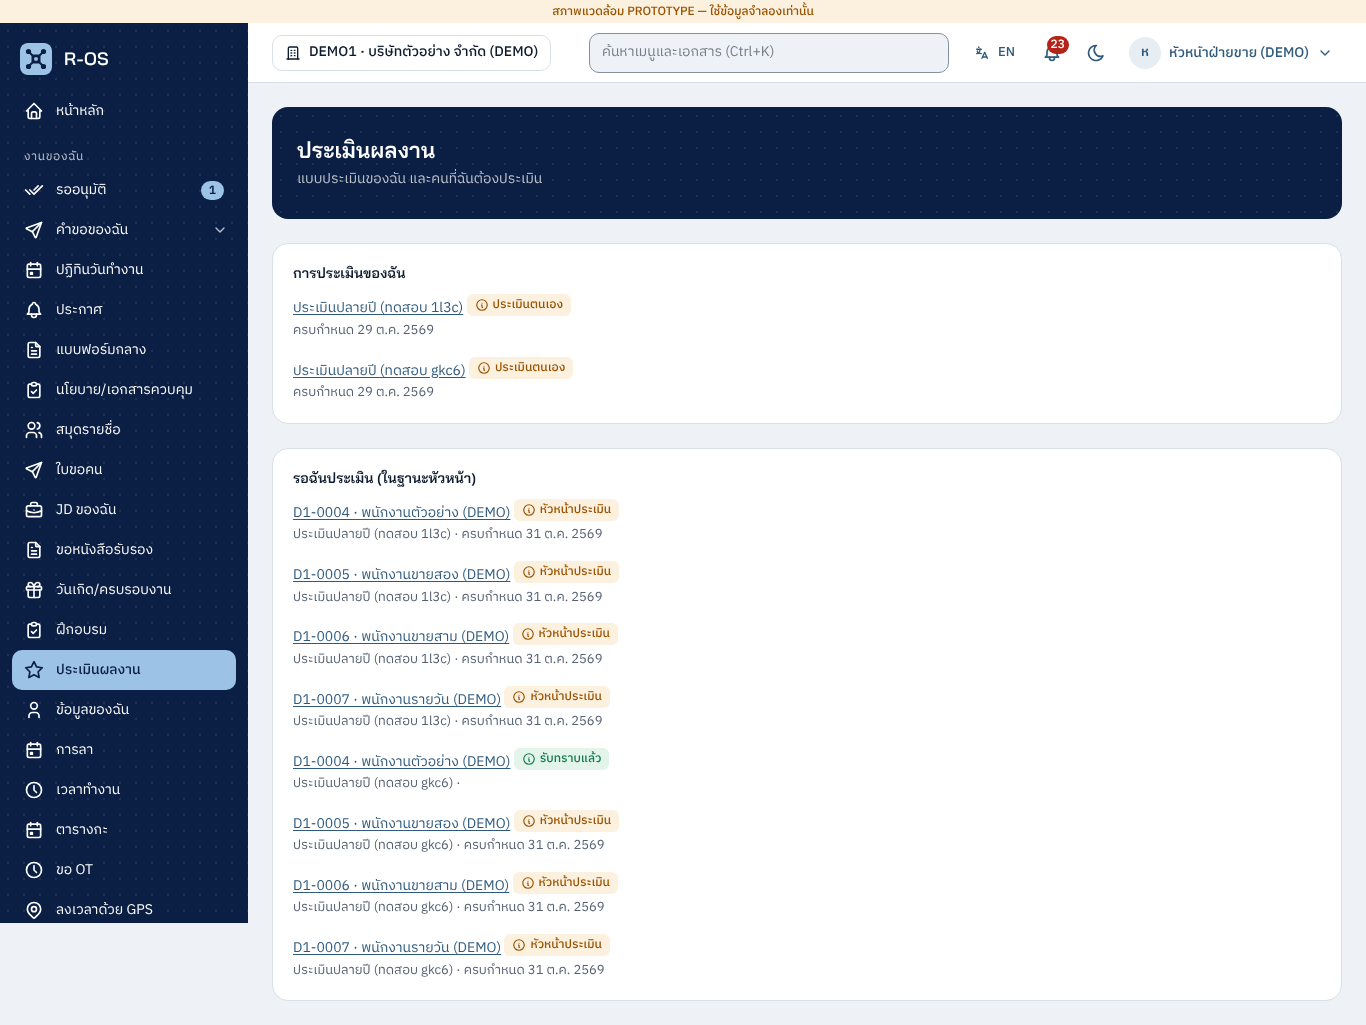 สภาพแวดล้อม PROTOTYPE — ใช้ข้อมูลจำลองเท่านั้น
R-OS
DEMO1 · บริษัทตัวอย่าง จำกัด (DEMO)
ค้นหาเมนูและเอกสาร (Ctrl+K)
EN
23
ห
หัวหน้าฝ่ายขาย (DEMO)
หน้าหลัก
งานของฉัน
รออนุมัติ 1
คำขอของฉัน
ปฏิทินวันทำงาน
ประกาศ
แบบฟอร์มกลาง
นโยบาย/เอกสารควบคุม
สมุดรายชื่อ
ใบขอคน
JD ของฉัน
ขอหนังสือรับรอง
วันเกิด/ครบรอบงาน
ฝึกอบรม
ประเมินผลงาน
ข้อมูลของฉัน
การลา
เวลาทำงาน
ตารางกะ
ขอ OT
ลงเวลาด้วย GPS
ประเมินผลงาน
แบบประเมินของฉัน และคนที่ฉันต้องประเมิน
การประเมินของฉัน
ประเมินปลายปี (ทดสอบ 1l3c) ประเมินตนเอง
ครบกำหนด 29 ต.ค. 2569
ประเมินปลายปี (ทดสอบ gkc6) ประเมินตนเอง
ครบกำหนด 29 ต.ค. 2569
รอฉันประเมิน (ในฐานะหัวหน้า)
D1-0004 · พนักงานตัวอย่าง (DEMO) หัวหน้าประเมิน
ประเมินปลายปี (ทดสอบ 1l3c) · ครบกำหนด 31 ต.ค. 2569
D1-0005 · พนักงานขายสอง (DEMO) หัวหน้าประเมิน
ประเมินปลายปี (ทดสอบ 1l3c) · ครบกำหนด 31 ต.ค. 2569
D1-0006 · พนักงานขายสาม (DEMO) หัวหน้าประเมิน
ประเมินปลายปี (ทดสอบ 1l3c) · ครบกำหนด 31 ต.ค. 2569
D1-0007 · พนักงานรายวัน (DEMO) หัวหน้าประเมิน
ประเมินปลายปี (ทดสอบ 1l3c) · ครบกำหนด 31 ต.ค. 2569
D1-0004 · พนักงานตัวอย่าง (DEMO) รับทราบแล้ว
ประเมินปลายปี (ทดสอบ gkc6) ·
D1-0005 · พนักงานขายสอง (DEMO) หัวหน้าประเมิน
ประเมินปลายปี (ทดสอบ gkc6) · ครบกำหนด 31 ต.ค. 2569
D1-0006 · พนักงานขายสาม (DEMO) หัวหน้าประเมิน
ประเมินปลายปี (ทดสอบ gkc6) · ครบกำหนด 31 ต.ค. 2569
D1-0007 · พนักงานรายวัน (DEMO) หัวหน้าประเมิน
ประเมินปลายปี (ทดสอบ gkc6) · ครบกำหนด 31 ต.ค. 2569